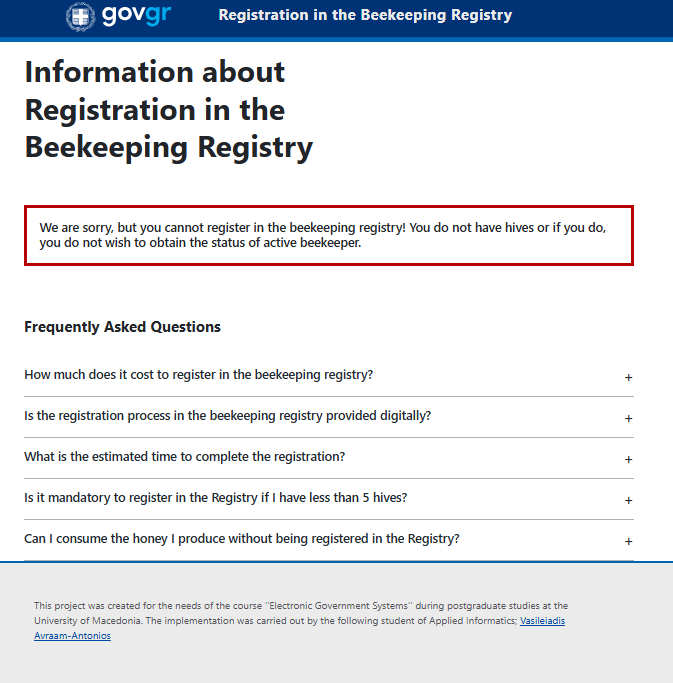 govgr
Registration in the Beekeeping Registry
Information about
Registration in the
Beekeeping Registry
We are sorry, but you cannot register in the beekeeping registry! You do not have hives or if you do,
you do not wish to obtain the status of active beekeeper.
Frequently Asked Questions
How much does it cost to register in the beekeeping registry?
+
Is the registration process in the beekeeping registry provided digitally?
+
What is the estimated time to complete the registration?
+
Is it mandatory to register in the Registry if I have less than 5 hives?
+
Can I consume the honey I produce without being registered in the Registry?
+
This project was created for the needs of the course "Electronic Government Systems" during postgraduate studies at the
University of Macedonia. The implementation was carried out by the following student of Applied Informatics; Vasileiadis
Avraam-Antonios